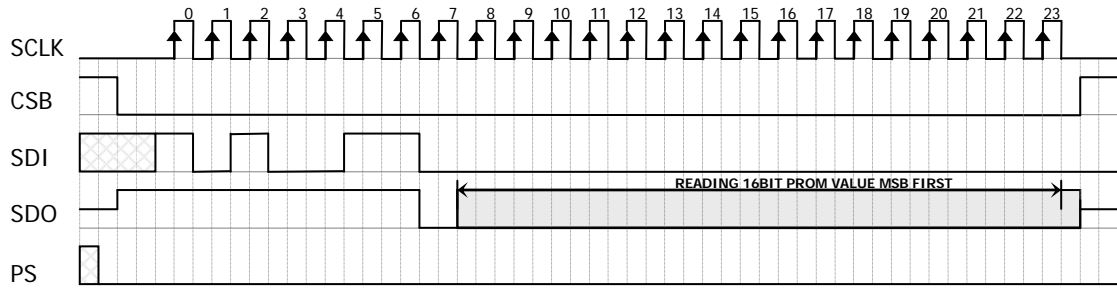 0 1 2 3 4 5 6 7 8 9 10 11 12 13 14 15 16 17 18 19 20 21 22 23
SCLK
CSB
SDI
READING 16BIT PROM VALUE MSB FIRST
SDO
PS